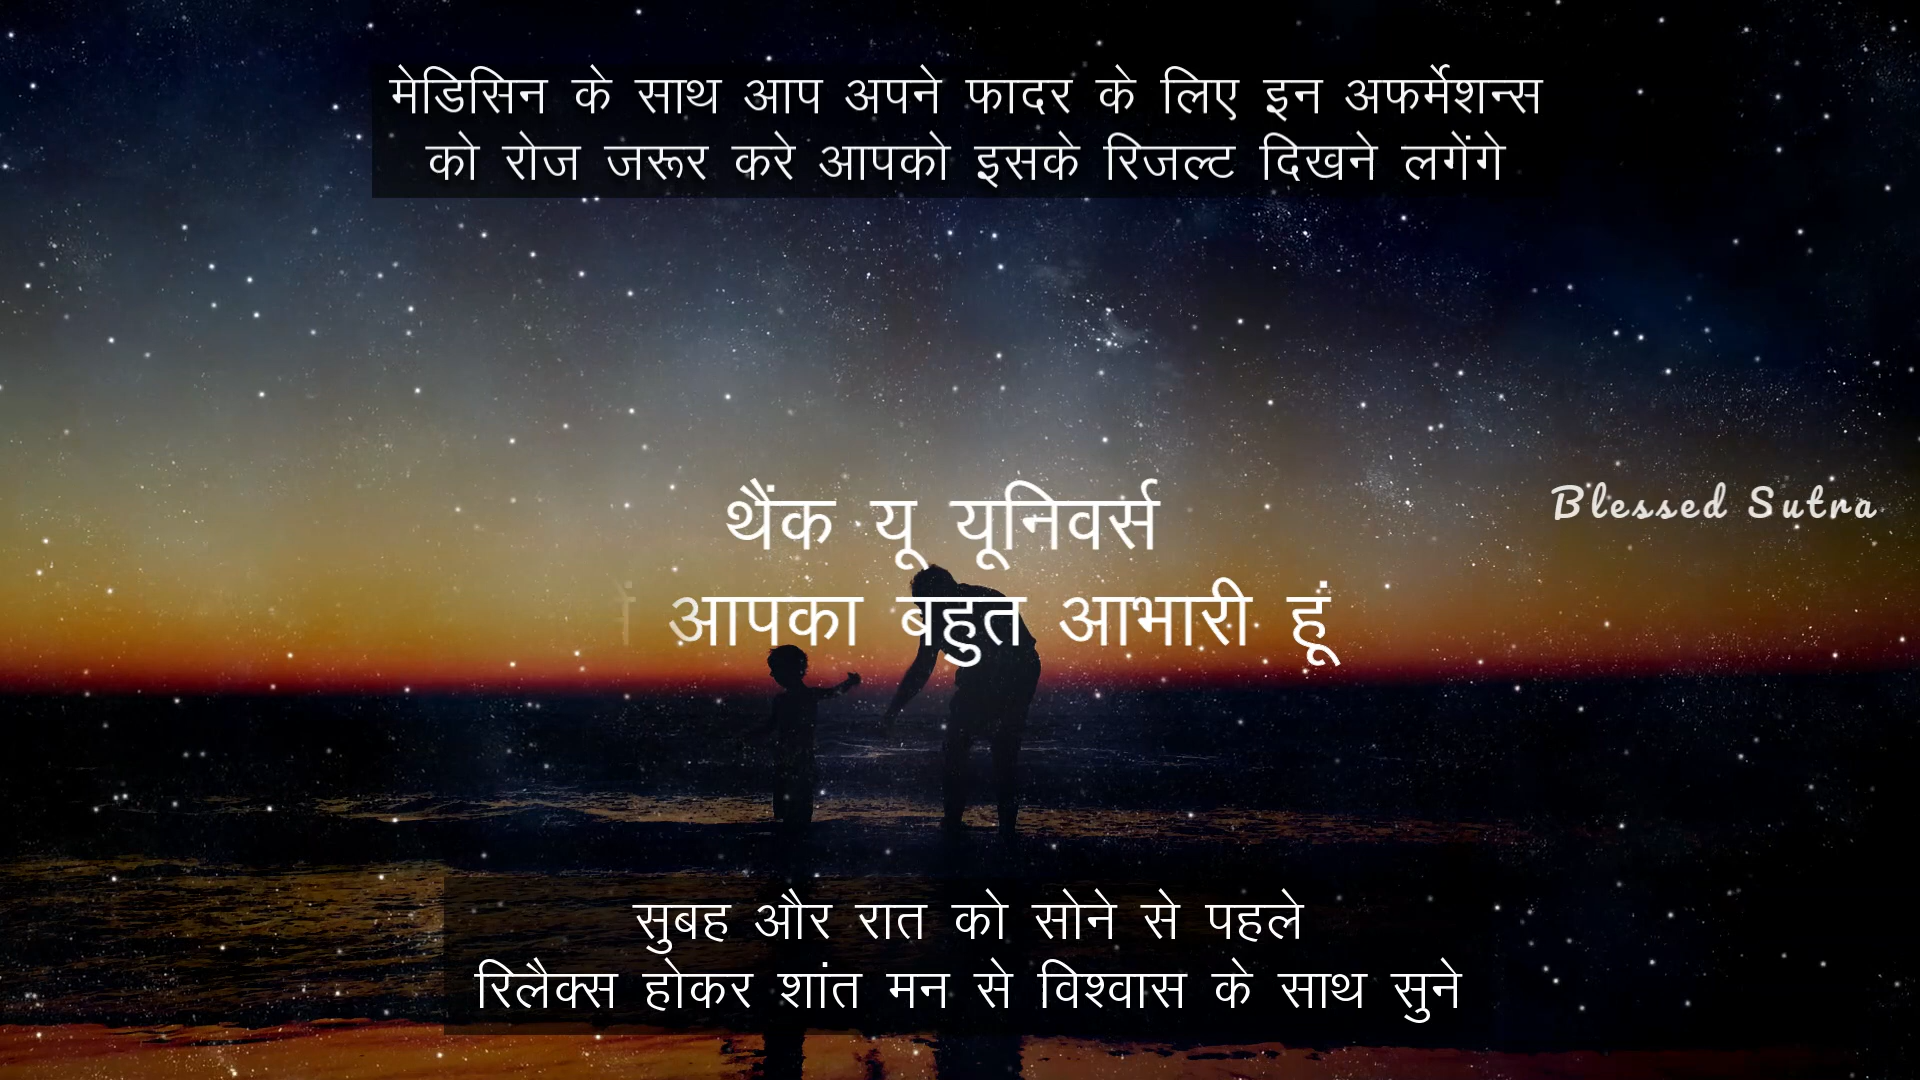 मेडिसिन के साथ आप अपने फादर के लिए इन अफर्मेशन्स
को रोज जरूर करे आपको इसके रिजल्ट दिखने लगेंगे
थैंक यू यूनिवर्स
Blessed Sutra
आपका बहुत आभारी हूं
सुबह और रात को सोने से पहले
रिलैक्स होकर शांत मन से विश्वास के साथ सुने